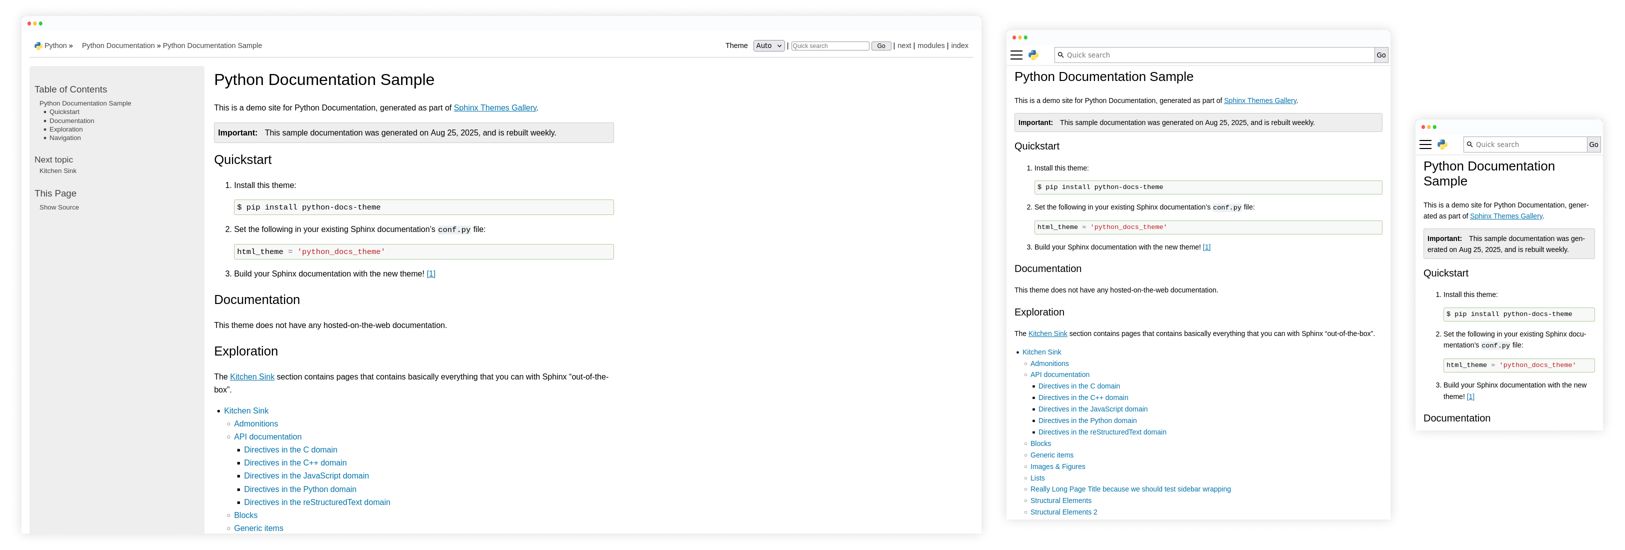 Python » Python Documentation » Python Documentation Sample
Theme Auto | Quick search Go | next | modules | index
Table of Contents
Python Documentation Sample
Quickstart
Documentation
Exploration
Navigation
Next topic
Kitchen Sink
This Page
Show Source
Python Documentation Sample
This is a demo site for Python Documentation, generated as part of Sphinx Themes Gallery.
Important: This sample documentation was generated on Aug 25, 2025, and is rebuilt weekly.
Quickstart
1. Install this theme:
$ pip install python-docs-theme
2. Set the following in your existing Sphinx documentation’s conf.py file:
html_theme = 'python_docs_theme'
3. Build your Sphinx documentation with the new theme! [1]
Documentation
This theme does not have any hosted-on-the-web documentation.
Exploration
The Kitchen Sink section contains pages that contains basically everything that you can with Sphinx “out-of-the-
box”.
Kitchen Sink
Admonitions
API documentation
Directives in the C domain
Directives in the C++ domain
Directives in the JavaScript domain
Directives in the Python domain
Directives in the reStructuredText domain
Blocks
Generic items
Quick search Go
Python Documentation Sample
This is a demo site for Python Documentation, generated as part of Sphinx Themes Gallery.
Important: This sample documentation was generated on Aug 25, 2025, and is rebuilt weekly.
Quickstart
1. Install this theme:
$ pip install python-docs-theme
2. Set the following in your existing Sphinx documentation’s conf.py file:
html_theme = 'python_docs_theme'
3. Build your Sphinx documentation with the new theme! [1]
Documentation
This theme does not have any hosted-on-the-web documentation.
Exploration
The Kitchen Sink section contains pages that contains basically everything that you can with Sphinx “out-of-the-box”.
Kitchen Sink
Admonitions
API documentation
Directives in the C domain
Directives in the C++ domain
Directives in the JavaScript domain
Directives in the Python domain
Directives in the reStructuredText domain
Blocks
Generic items
Images & Figures
Lists
Really Long Page Title because we should test sidebar wrapping
Structural Elements
Structural Elements 2
Quick search Go
Python Documentation
Sample
This is a demo site for Python Documentation, gener-
ated as part of Sphinx Themes Gallery.
Important: This sample documentation was gen-
erated on Aug 25, 2025, and is rebuilt weekly.
Quickstart
1. Install this theme:
$ pip install python-docs-theme
2. Set the following in your existing Sphinx docu-
mentation’s conf.py file:
html_theme = 'python_docs_theme'
3. Build your Sphinx documentation with the new
theme! [1]
Documentation